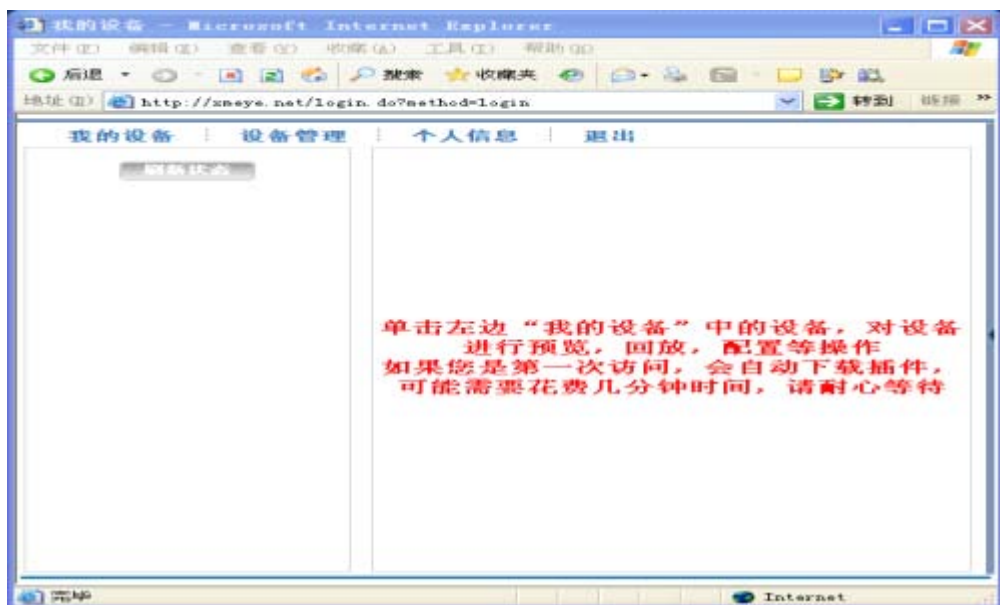 我的设备 - Microsoft Internet Explorer
文件(F) 编辑(E) 查看(V) 收藏(A) 工具(T) 帮助(H)
后退 搜索 收藏夹
地址(D) http://xmeye.net/login.do?method=login 转到 链接 »
我的设备 设备管理 个人信息 退出
刷新状态
单击左边“我的设备”中的设备，对设备
进行预览，回放，配置等操作
如果您是第一次访问，会自动下载插件，
可能需要花费几分钟时间，请耐心等待
完毕 Internet